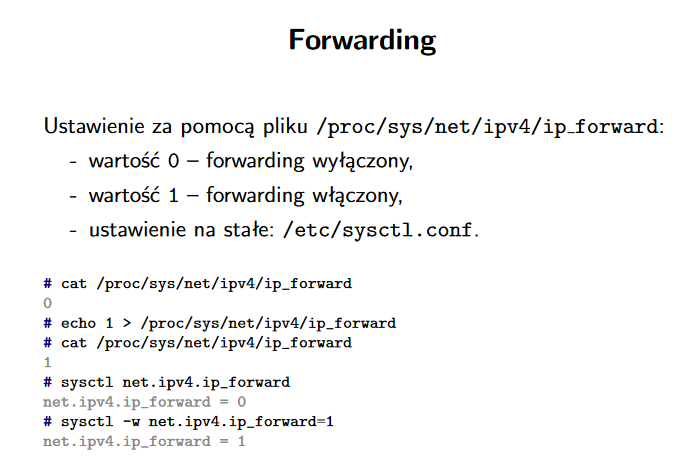 Forwarding
Ustawienie za pomocą pliku /proc/sys/net/ipv4/ip_forward:
- wartość 0 – forwarding wyłączony,
- wartość 1 – forwarding włączony,
- ustawienie na stałe: /etc/sysctl.conf.
# cat /proc/sys/net/ipv4/ip_forward
0
# echo 1 > /proc/sys/net/ipv4/ip_forward
# cat /proc/sys/net/ipv4/ip_forward
1
# sysctl net.ipv4.ip_forward
net.ipv4.ip_forward = 0
# sysctl -w net.ipv4.ip_forward=1
net.ipv4.ip_forward = 1